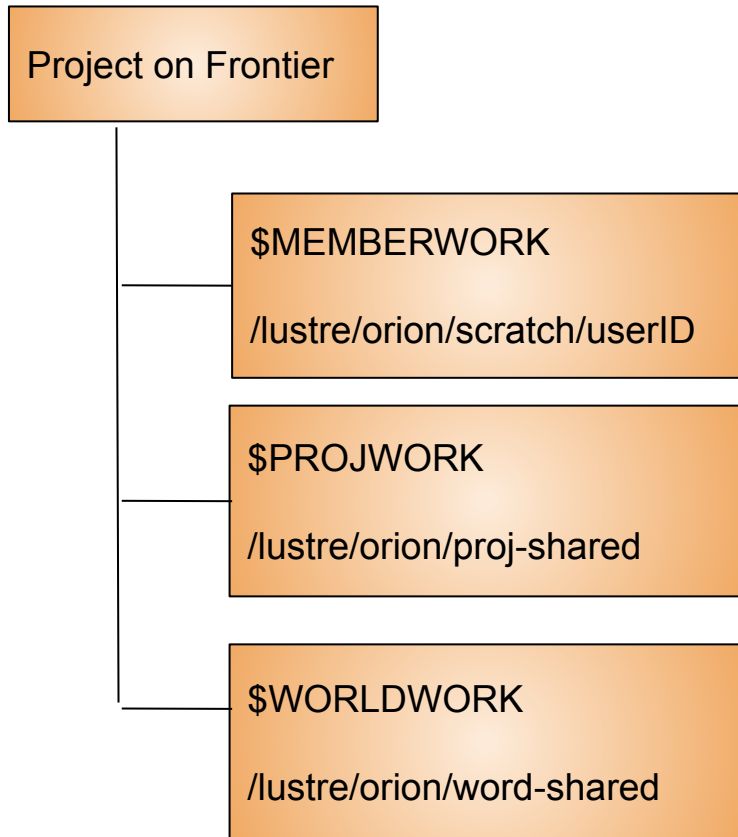 Project on Frontier
$MEMBERWORK
/lustre/orion/scratch/userID
$PROJWORK
/lustre/orion/proj-shared
$WORLDWORK
/lustre/orion/word-shared